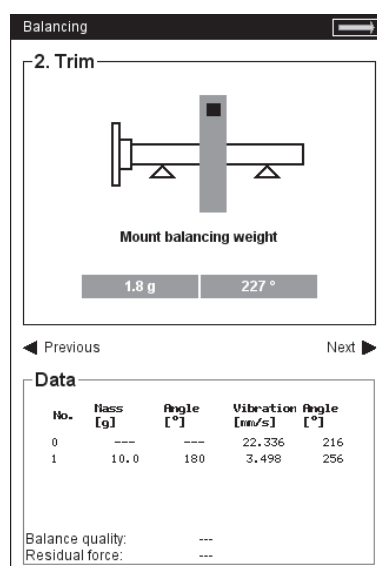 Balancing
2. Trim
Mount balancing weight
1.8 g 227 °
Previous Next
Data
No. Mass [g] Angle [°] Vibration [mm/s] Angle [°]
0 --- --- 22.336 216
1 10.0 180 3.498 256
Balance quality: ---
Residual force: ---